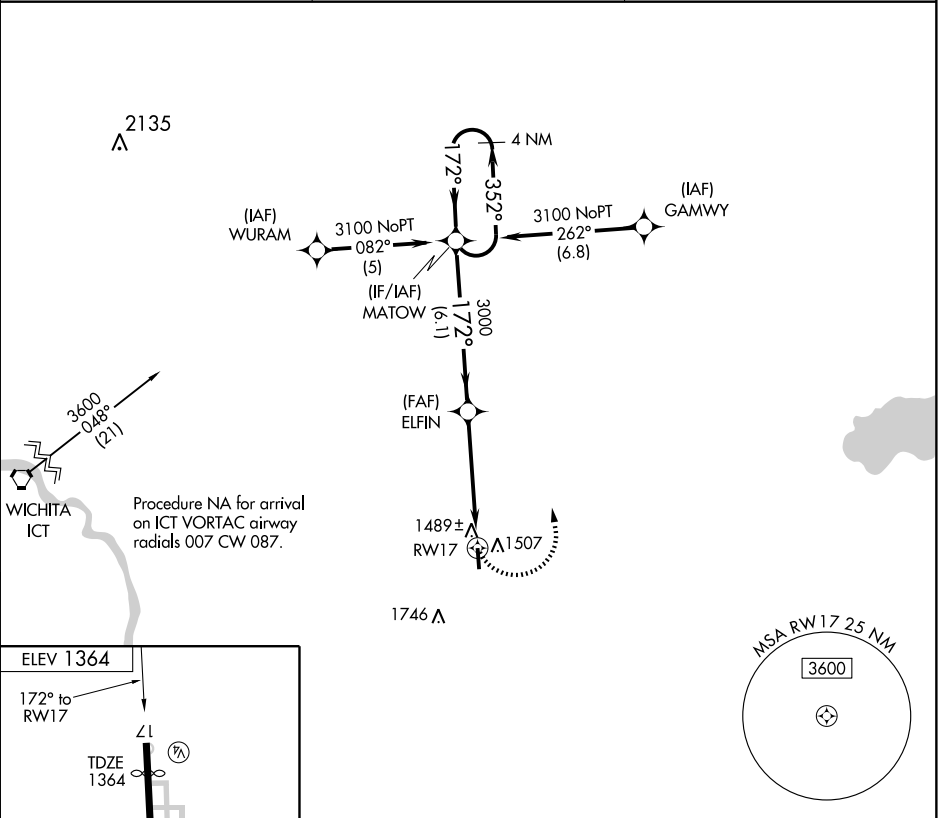 2135
4 NM
172°
352°
(IAF)
GAMWY
(IAF)
WURAM
3100 NoPT
082°
(5)
3100 NoPT
262°
(6.8)
(IF/IAF)
MATOW
3000
172°
(6.1)
3600
048°
(21)
(FAF)
ELFIN
WICHITA
ICT
Procedure NA for arrival
on ICT VORTAC airway
radials 007 CW 087.
1489±
RW17
1507
1746
MSA RW 17 25 NM
3600
ELEV 1364
172° to
RW17
17
V4
TDZE
1364